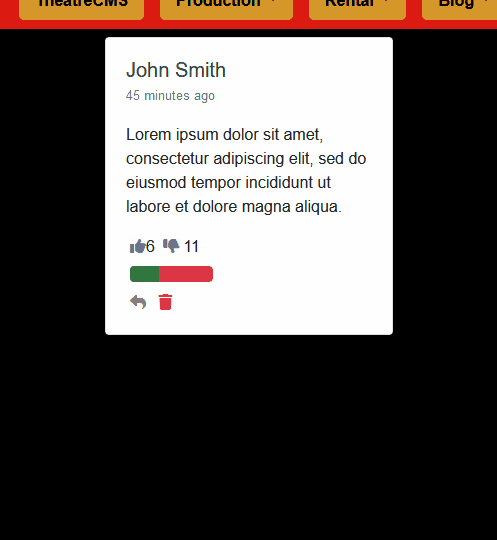 TheatreCMS Production Rental Blog
John Smith
45 minutes ago
Lorem ipsum dolor sit amet,
consectetur adipiscing elit, sed do
eiusmod tempor incididunt ut
labore et dolore magna aliqua.
6 11